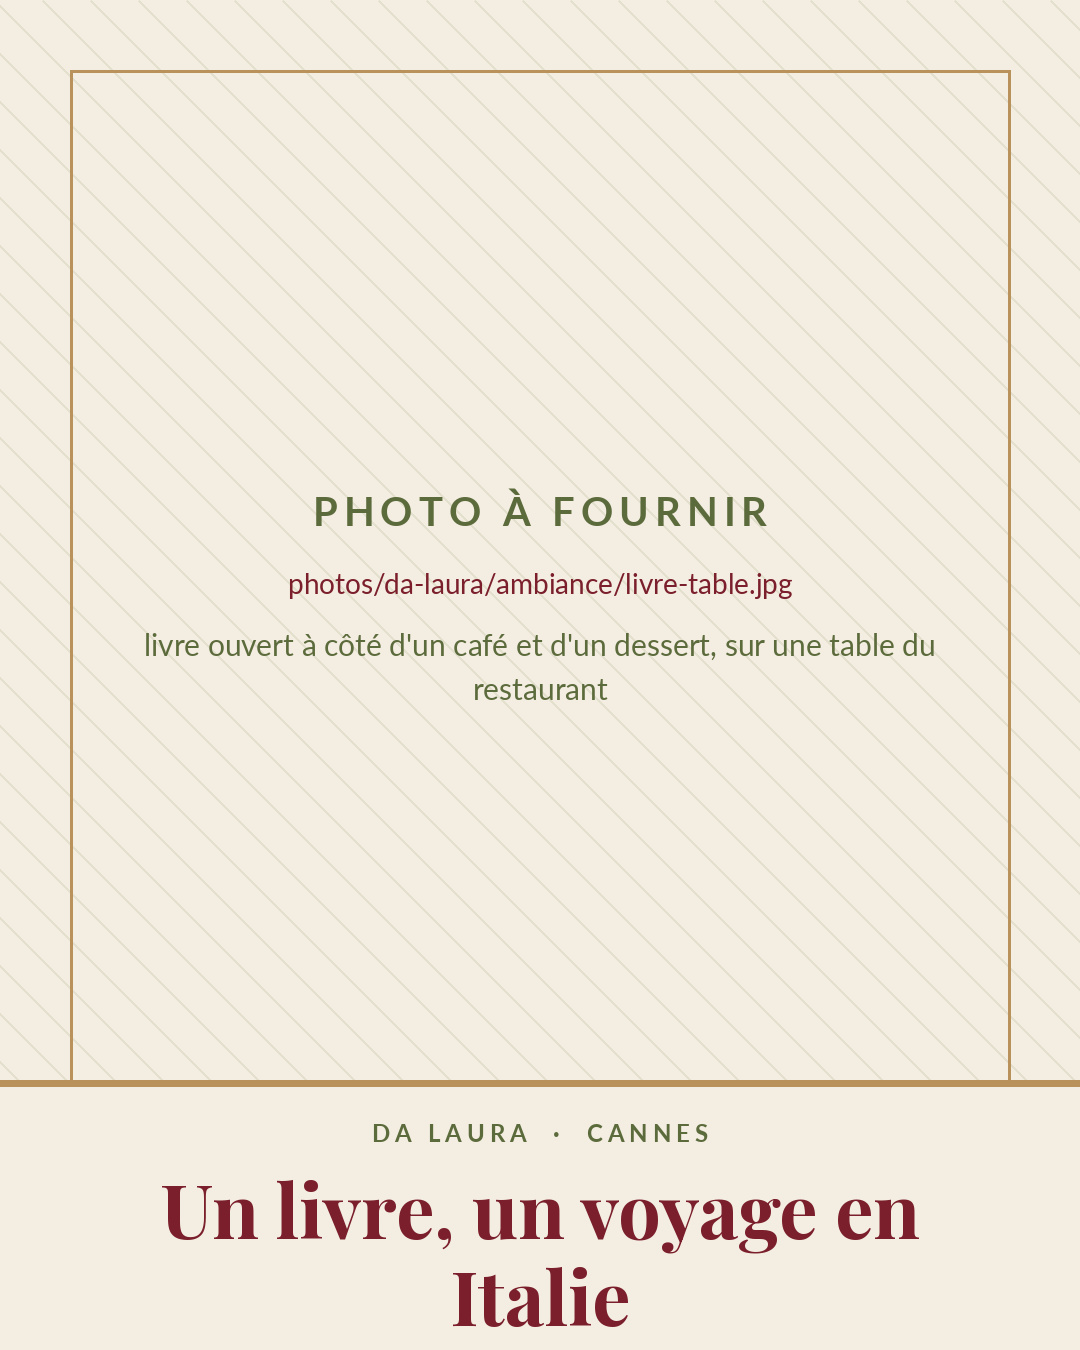 PHOTO À FOURNIR
photos/da-laura/ambiance/livre-table.jpg
livre ouvert à côté d'un café et d'un dessert, sur une table du
restaurant
DA LAURA · CANNES
Un livre, un voyage en
Italie